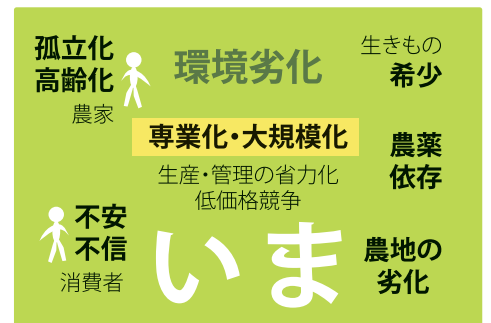 孤立化
高齢化
農家
環境劣化
生きもの
希少
専業化・大規模化
生産・管理の省力化
低価格競争
農薬
依存
不安
不信
消費者
いま
農地の
劣化